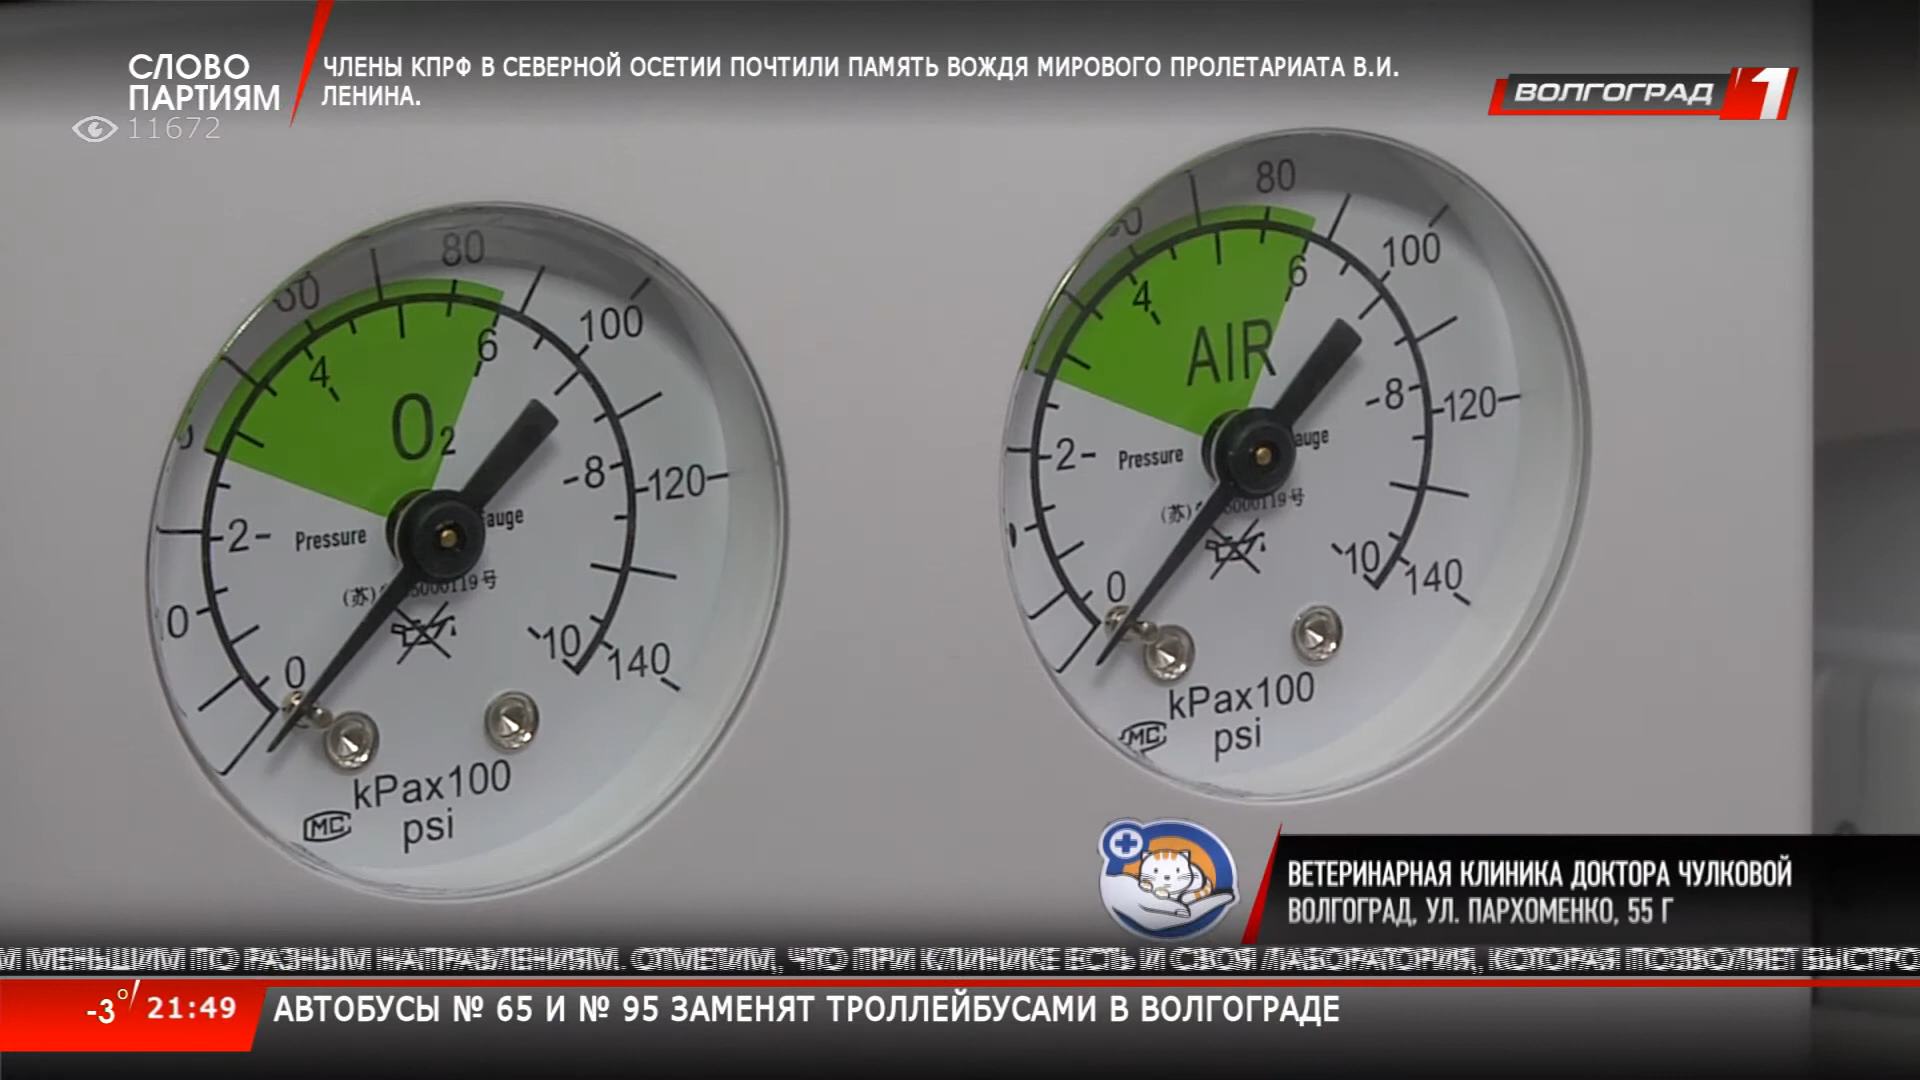 СЛОВО
ПАРТИЯМ
11672
ЧЛЕНЫ КПРФ В СЕВЕРНОЙ ОСЕТИИ ПОЧТИЛИ ПАМЯТЬ ВОЖДЯ МИРОВОГО ПРОЛЕТАРИАТА В.И.
ЛЕНИНА.
ВОЛГОГРАД 1
80
100
120
140
0
2
4
6
8
10
O2
Pressure
kPax100
psi
MC
80
100
120
140
0
2
4
6
8
10
AIR
Pressure
kPax100
psi
MC
ВЕТЕРИНАРНАЯ КЛИНИКА ДОКТОРА ЧУЛКОВОЙ
ВОЛГОГРАД, УЛ. ПАРХОМЕНКО, 55 Г
МЕНЬШИМ ПО РАЗНЫМ НАПРАВЛЕНИЯМ. ОТМЕТИМ, ЧТО ПРИ КЛИНИКЕ ЕСТЬ И СВОЯ ЛАБОРАТОРИЯ, КОТОРАЯ ПОЗВОЛЯЕТ БЫСТРО
-3° 21:49 АВТОБУСЫ № 65 И № 95 ЗАМЕНЯТ ТРОЛЛЕЙБУСАМИ В ВОЛГОГРАДЕ